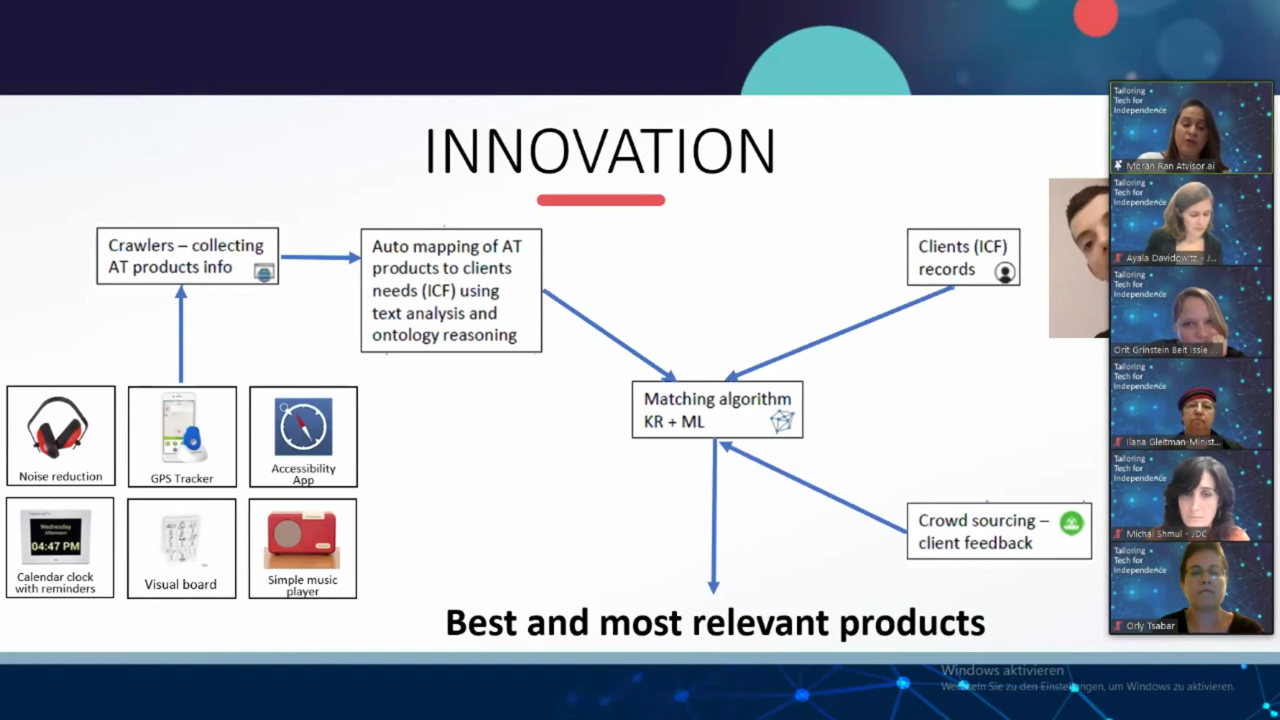 INNOVATION
Crawlers – collecting
AT products info
Auto mapping of AT
products to clients
needs (ICF) using
text analysis and
ontology reasoning
Clients (ICF)
records
Matching algorithm
KR + ML
Noise reduction
GPS Tracker
Accessibility
App
Wednesday
Afternoon
04:47 PM
Calendar clock
with reminders
Visual board
Simple music
player
Crowd sourcing –
client feedback
Best and most relevant products
Tailoring
Tech for
Independence
Moran Ran Atvisor.ai
Tailoring
Tech for
Independence
Ayala Davidowitz - J...
Tailoring
Tech for
Independence
Orit Grinstein Beit Issie ...
Tailoring
Tech for
Independence
Ilana Gleitman-Minist...
Tailoring
Tech for
Independence
Michal Shmul - JDC
Tailoring
Tech for
Independence
Orly Tsabar
Windows aktivieren
Wechseln Sie zu den Einstellungen, um Windows zu aktivieren.